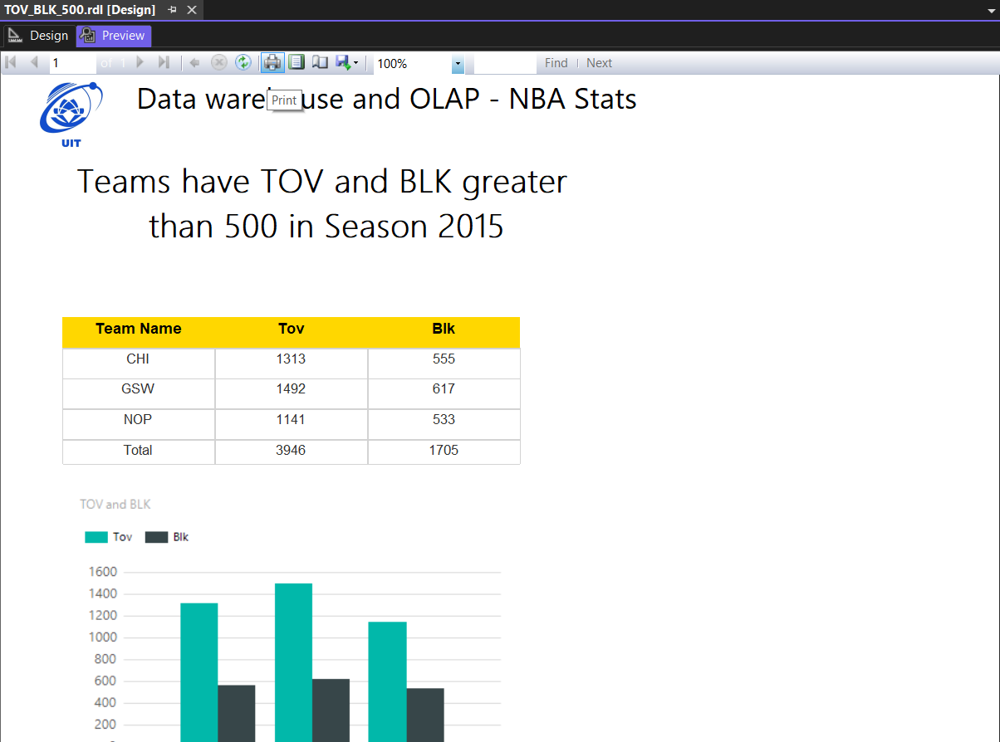 TOV_BLK_500.rdl [Design]
Design Preview
1 of 1 100% Find Next
Data ware use and OLAP - NBA Stats
Print
UIT
Teams have TOV and BLK greater
than 500 in Season 2015
Team Name Tov Blk
CHI 1313 555
GSW 1492 617
NOP 1141 533
Total 3946 1705
TOV and BLK
Tov Blk
1600
1400
1200
1000
800
600
400
200